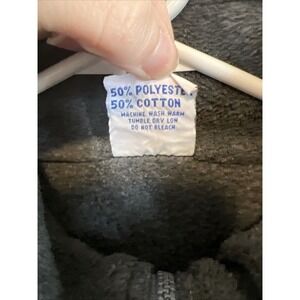 50% POLYESTE
50% COTTON
MACHINE WASH WARM
TUMBLE DRY LOW
DO NOT BLEACH